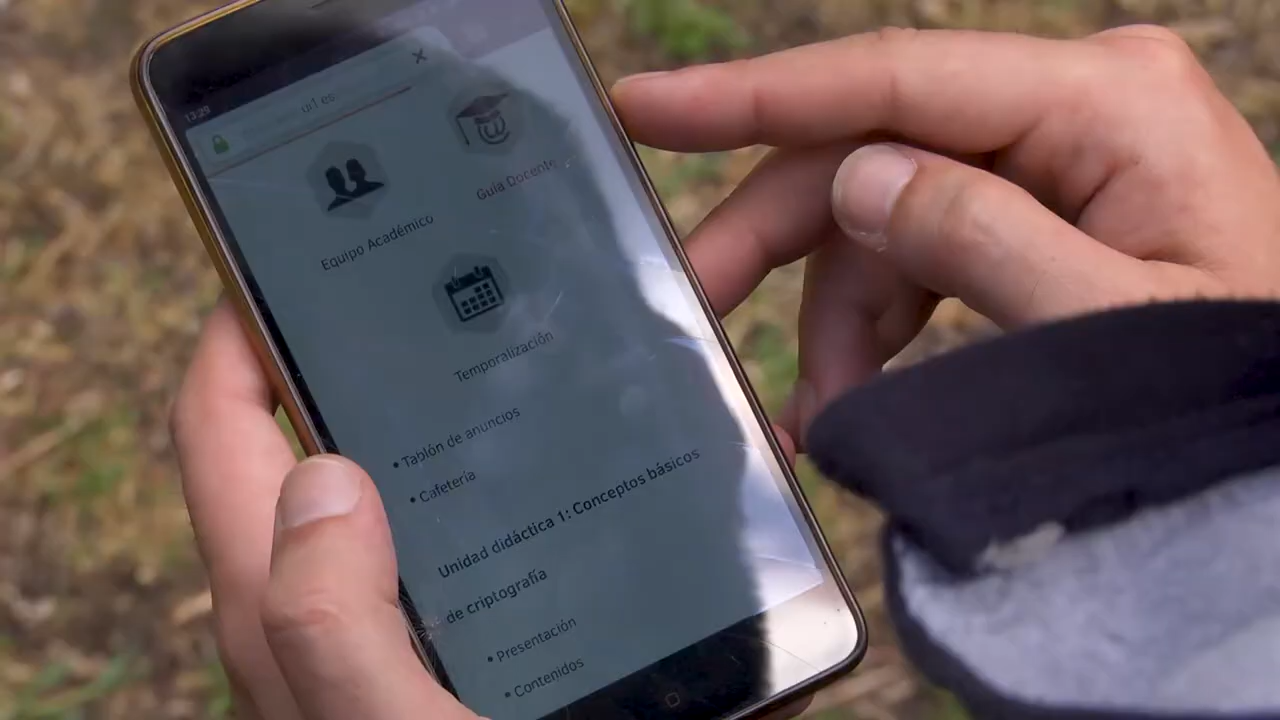 13:29
Guía Docente
Equipo Académico
Temporalización
• Tablón de anuncios
• Cafetería
Unidad didáctica 1: Conceptos básicos
de criptografía
• Presentación
• Contenidos